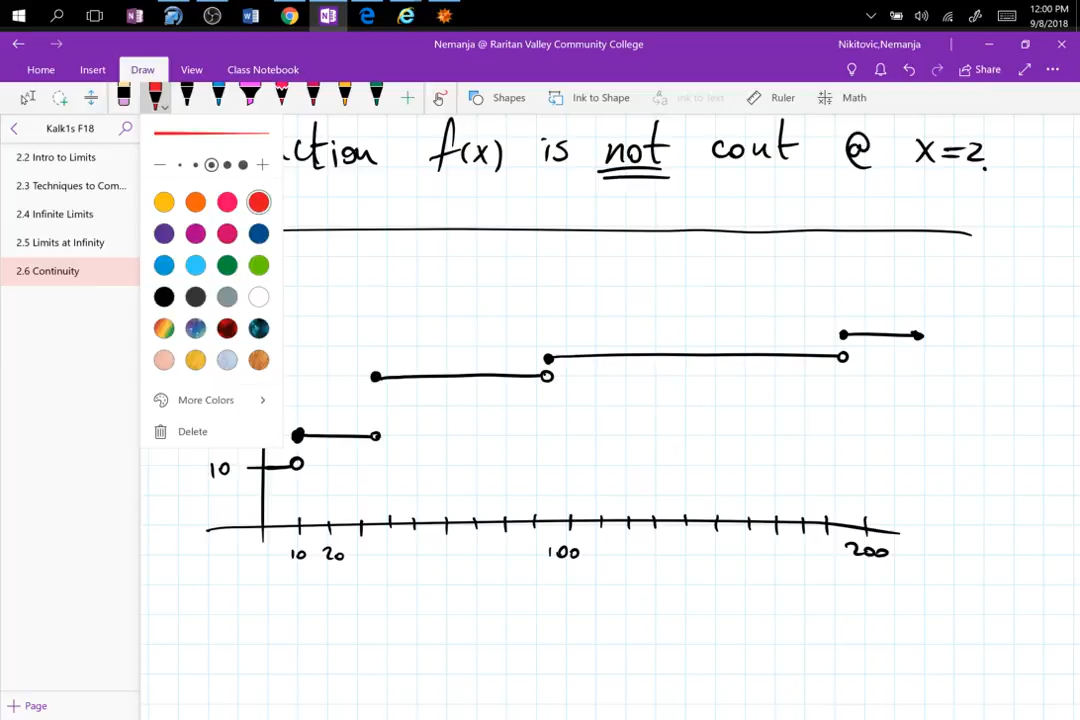 12:00 PM
9/8/2018
Nemanja @ Raritan Valley Community College
Nikitovic,Nemanja
Home Insert Draw View Class Notebook
Share
Shapes Ink to Shape Ink to Text Ruler Math
Kalk1s F18
2.2 Intro to Limits
2.3 Techniques to Com...
2.4 Infinite Limits
2.5 Limits at Infinity
2.6 Continuity
More Colors
Delete
ction f(x) is not cont @ x=2.
10
10 20 100 200
Page